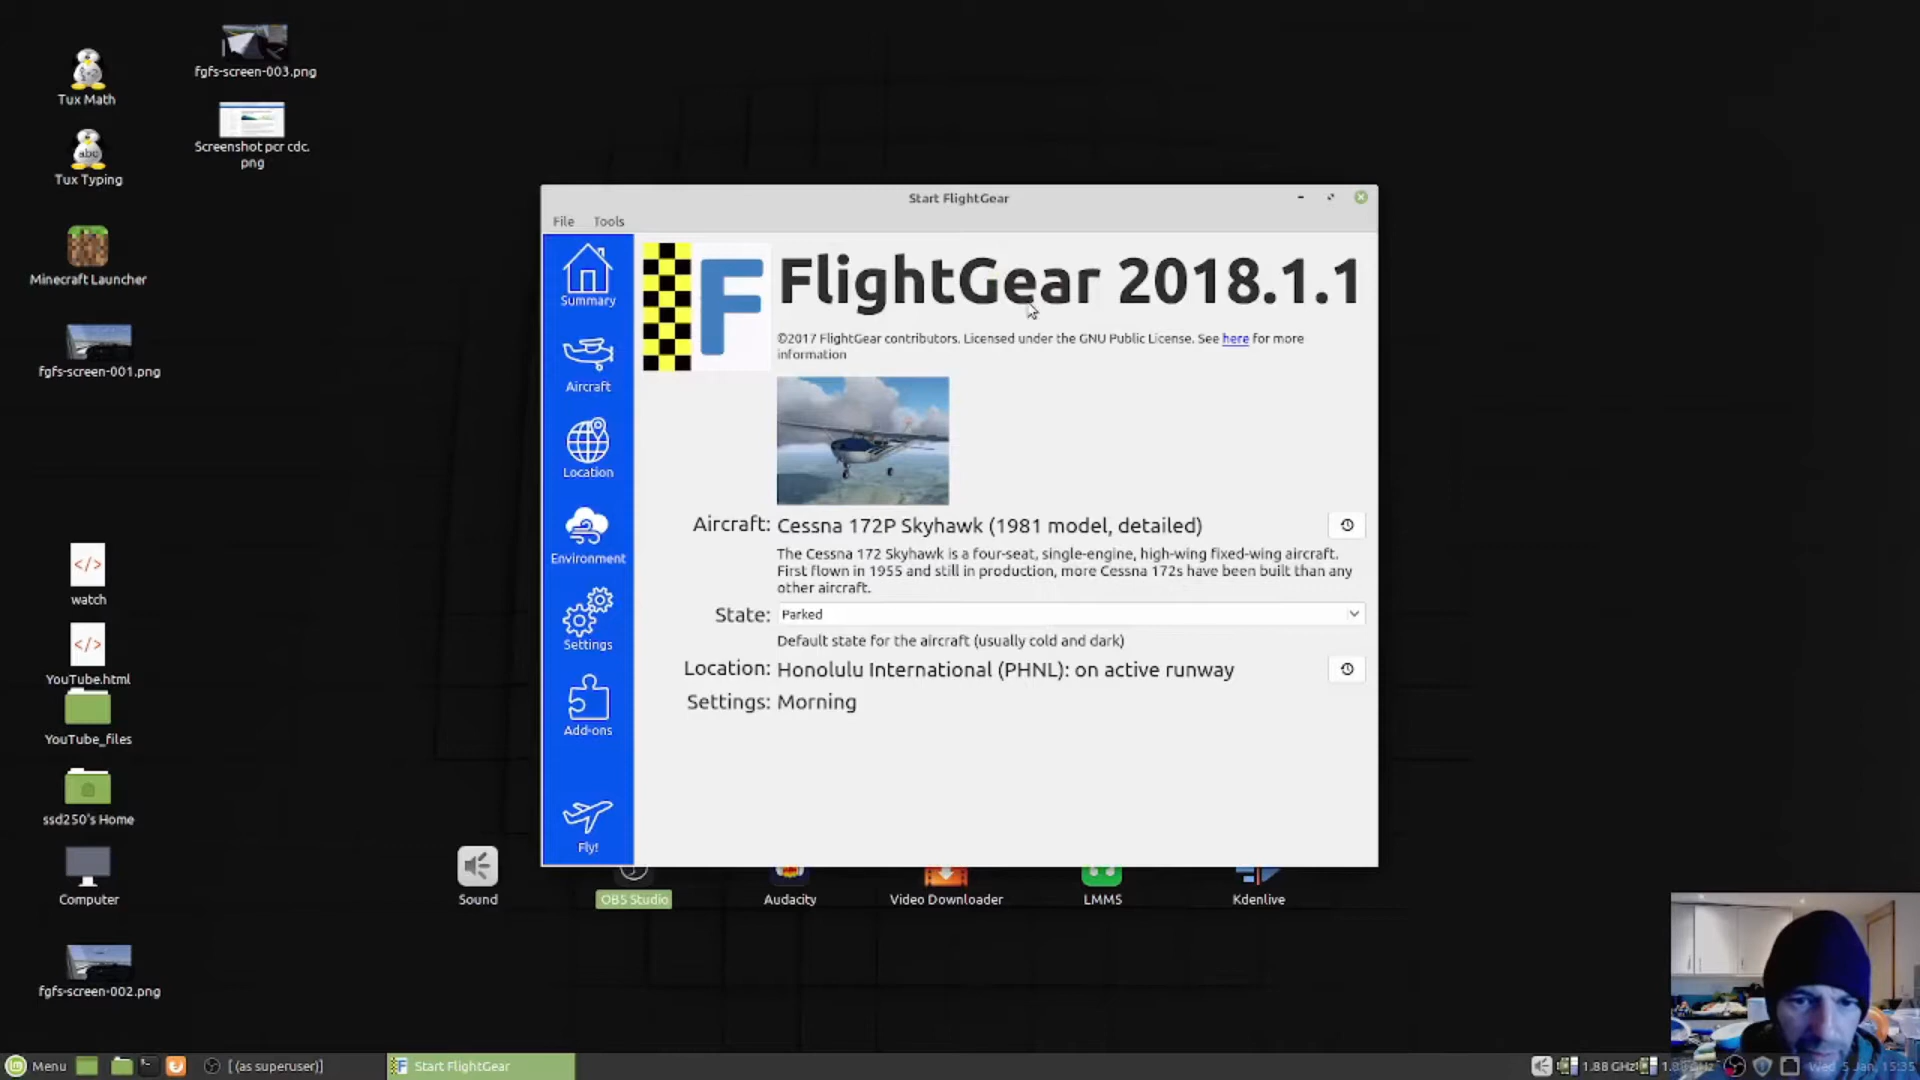 Tux Math
fgfs-screen-003.png
Tux Typing
abc
Screenshot pcr cdc.
png
Minecraft Launcher
fgfs-screen-001.png
watch
YouTube.html
YouTube_files
ssd250's Home
Computer
fgfs-screen-002.png
Start FlightGear
File Tools
Summary
Aircraft
Location
Environment
Settings
Add-ons
Fly!
F
FlightGear 2018.1.1
©2017 FlightGear contributors. Licensed under the GNU Public License. See here for more
information
Aircraft: Cessna 172P Skyhawk (1981 model, detailed)
The Cessna 172 Skyhawk is a four-seat, single-engine, high-wing fixed-wing aircraft.
First flown in 1955 and still in production, more Cessna 172s have been built than any
other aircraft.
State: Parked
Default state for the aircraft (usually cold and dark)
Location: Honolulu International (PHNL): on active runway
Settings: Morning
Sound
OBS Studio
Audacity
Video Downloader
LMMS
Kdenlive
Menu
[ (as superuser)]
Start FlightGear
1.88 GHz
Wed 5 Jan, 15:35